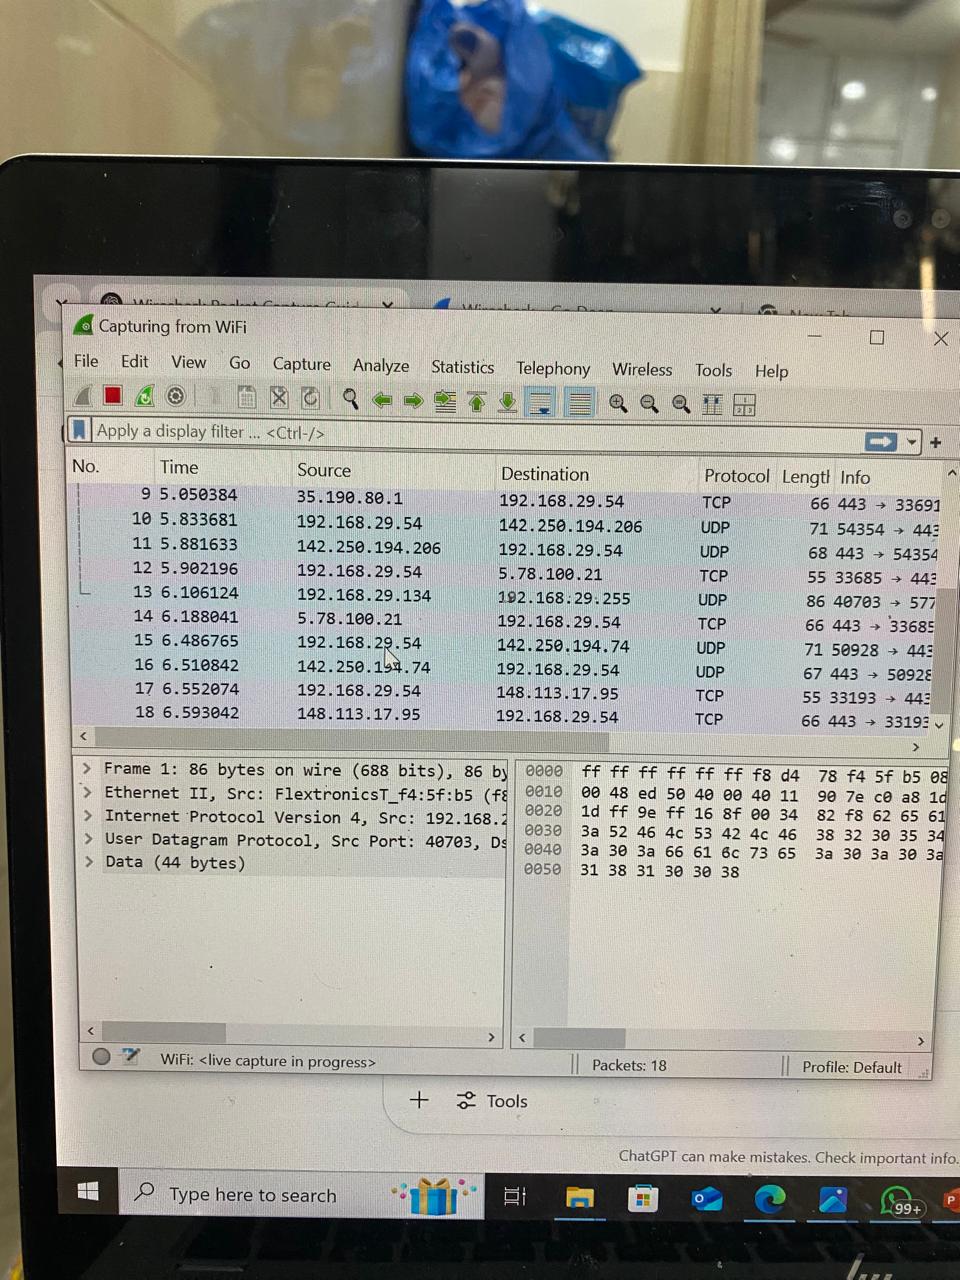 Capturing from WiFi
File Edit View Go Capture Analyze Statistics Telephony Wireless Tools Help
Apply a display filter ... <Ctrl-/>
No. Time Source Destination Protocol Lengtl Info
9 5.050384 35.190.80.1 192.168.29.54 TCP 66 443 → 33691
10 5.833681 192.168.29.54 142.250.194.206 UDP 71 54354 → 443
11 5.881633 142.250.194.206 192.168.29.54 UDP 68 443 → 54354
12 5.902196 192.168.29.54 5.78.100.21 TCP 55 33685 → 443
13 6.106124 192.168.29.134 192.168.29.255 UDP 86 40703 → 577
14 6.188041 5.78.100.21 192.168.29.54 TCP 66 443 → 33685
15 6.486765 192.168.29.54 142.250.194.74 UDP 71 50928 → 443
16 6.510842 142.250.194.74 192.168.29.54 UDP 67 443 → 50928
17 6.552074 192.168.29.54 148.113.17.95 TCP 55 33193 → 443
18 6.593042 148.113.17.95 192.168.29.54 TCP 66 443 → 33193
Frame 1: 86 bytes on wire (688 bits), 86 by
Ethernet II, Src: FlextronicsT_f4:5f:b5 (f8
Internet Protocol Version 4, Src: 192.168.2
User Datagram Protocol, Src Port: 40703, Ds
Data (44 bytes)
0000 ff ff ff ff ff ff f8 d4 78 f4 5f b5 08
0010 00 48 ed 50 40 00 40 11 90 7e c0 a8 1d
0020 1d ff 9e ff 16 8f 00 34 82 f8 62 65 61
0030 3a 52 46 4c 53 42 4c 46 38 32 30 35 34
0040 3a 30 3a 66 61 6c 73 65 3a 30 3a 30 3a
0050 31 38 31 30 30 38
WiFi: <live capture in progress> Packets: 18 Profile: Default
+ Tools
ChatGPT can make mistakes. Check important info.
Type here to search
99+
hp